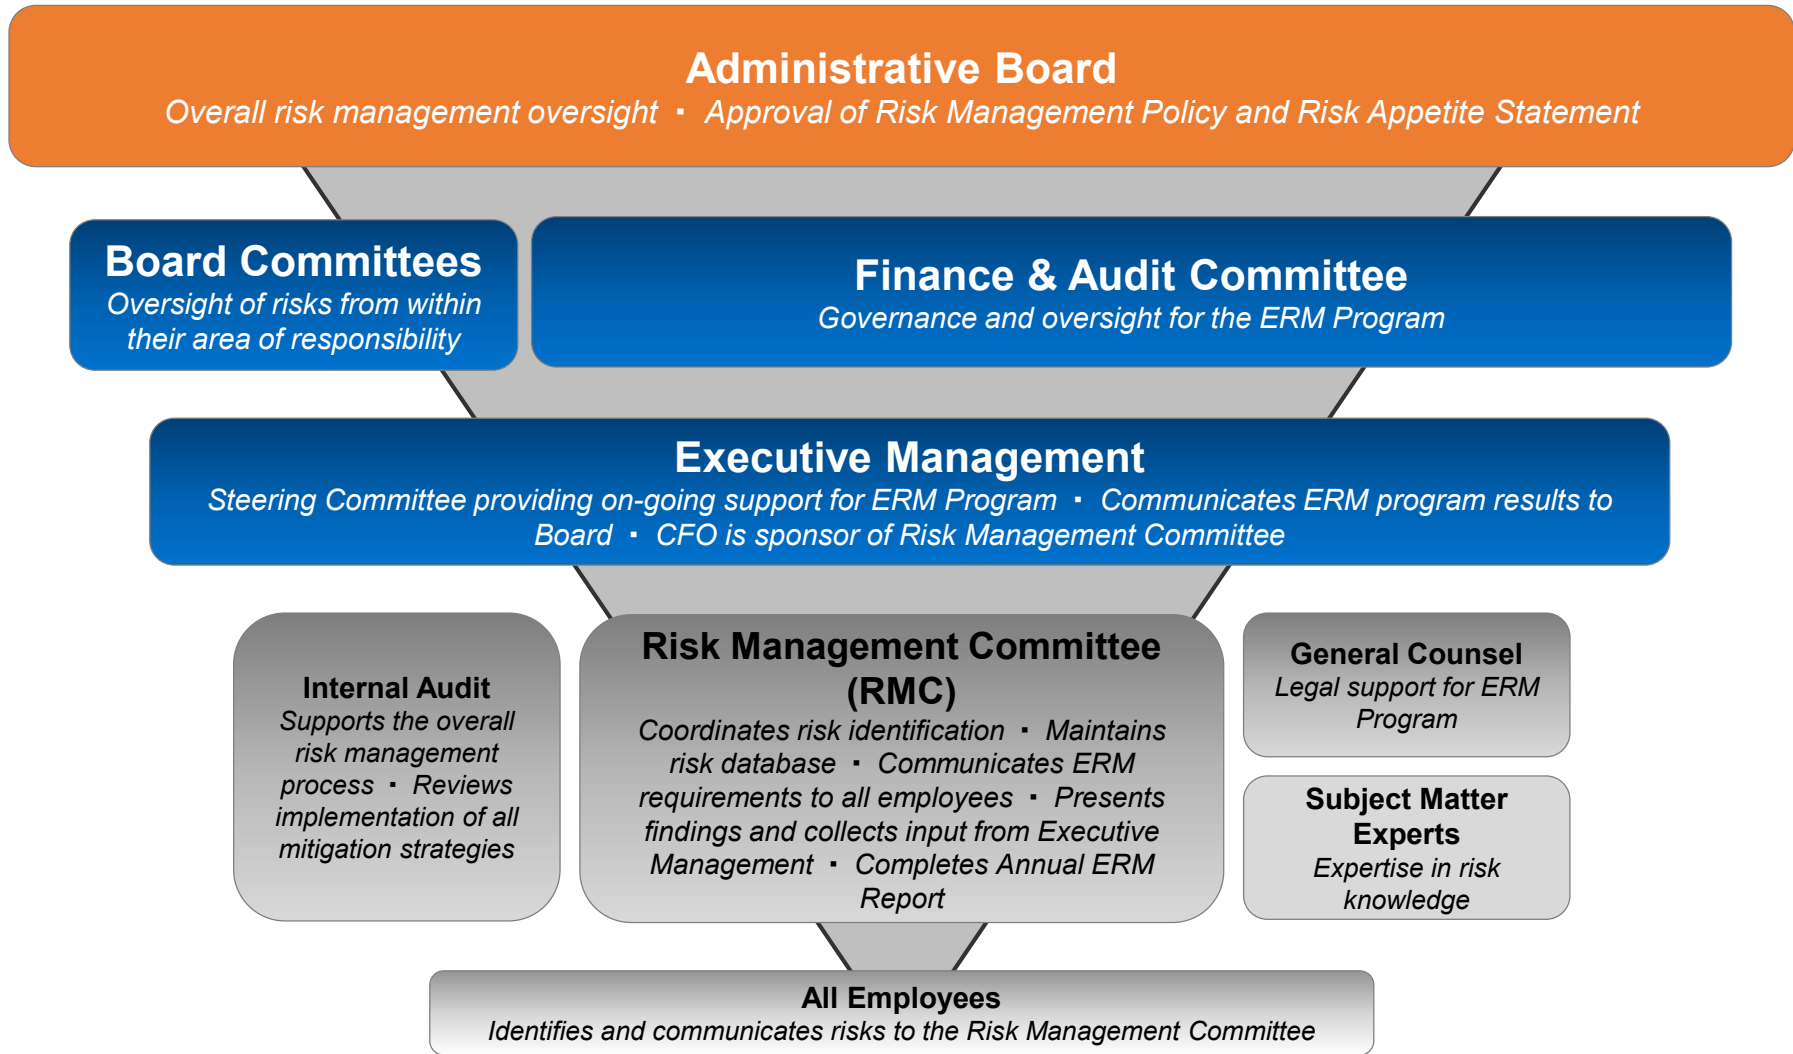 Administrative Board
Overall risk management oversight ▪ Approval of Risk Management Policy and Risk Appetite Statement
Board Committees
Oversight of risks from within
their area of responsibility
Finance & Audit Committee
Governance and oversight for the ERM Program
Executive Management
Steering Committee providing on-going support for ERM Program ▪ Communicates ERM program results to
Board ▪ CFO is sponsor of Risk Management Committee
Internal Audit
Supports the overall
risk management
process ▪ Reviews
implementation of all
mitigation strategies
Risk Management Committee
(RMC)
Coordinates risk identification ▪ Maintains
risk database ▪ Communicates ERM
requirements to all employees ▪ Presents
findings and collects input from Executive
Management ▪ Completes Annual ERM
Report
General Counsel
Legal support for ERM
Program
Subject Matter
Experts
Expertise in risk
knowledge
All Employees
Identifies and communicates risks to the Risk Management Committee